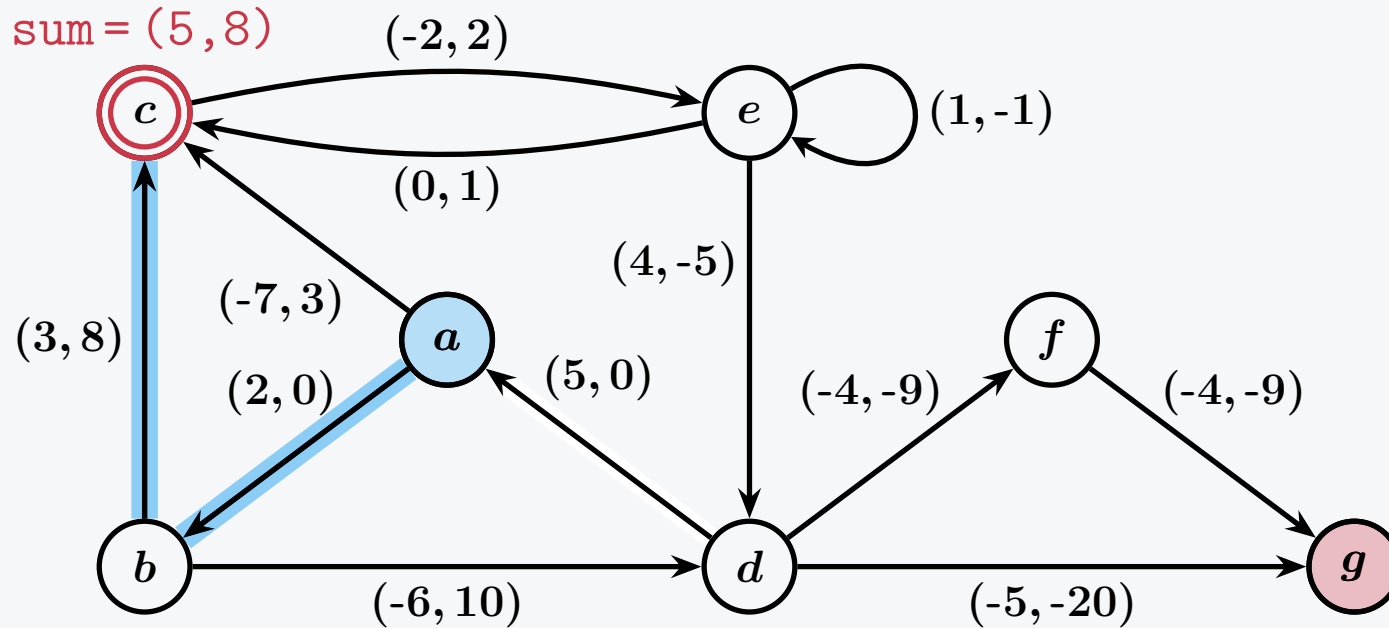 sum = (5,8)
(-2, 2)
c
e
(1, -1)
(0, 1)
(4, -5)
(-7, 3)
(3, 8)
a
f
(2, 0)
(5, 0)
(-4, -9)
(-4, -9)
b
d
g
(-6, 10)
(-5, -20)